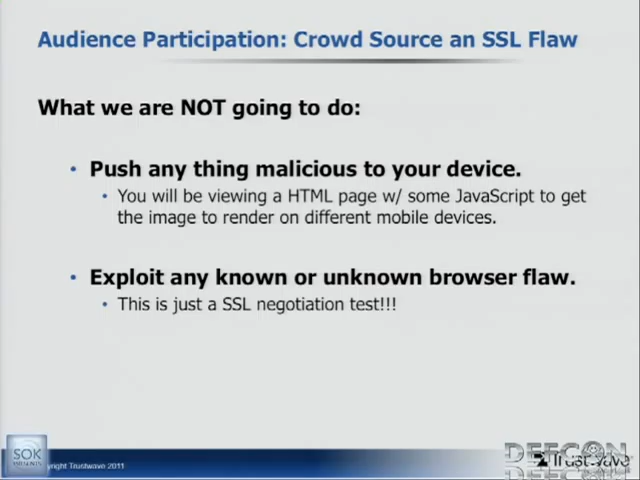 Audience Participation: Crowd Source an SSL Flaw
What we are NOT going to do:
• Push any thing malicious to your device.
• You will be viewing a HTML page w/ some JavaScript to get
the image to render on different mobile devices.
• Exploit any known or unknown browser flaw.
• This is just a SSL negotiation test!!!
SOK
PRESENTS
yright Trustwave 2011
DEFCON
Trustwave